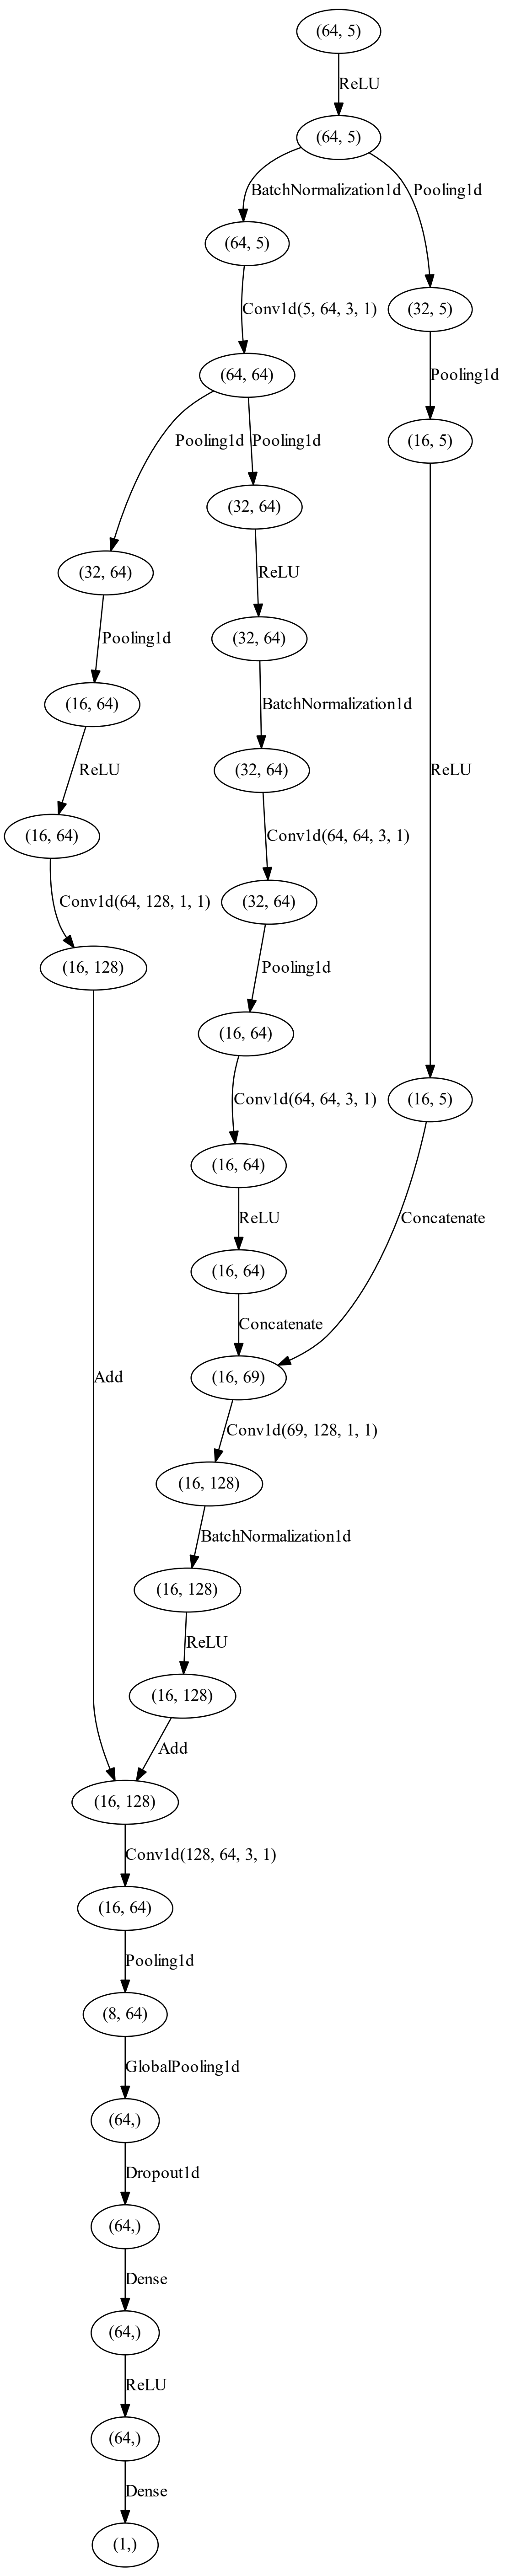 (64, 5)
ReLU
(64, 5)
BatchNormalization1d
Pooling1d
(64, 5)
Conv1d(5, 64, 3, 1)
(32, 5)
(64, 64)
Pooling1d
(16, 5)
Pooling1d
Pooling1d
(32, 64)
(32, 64)
ReLU
Pooling1d
(32, 64)
(16, 64)
BatchNormalization1d
ReLU
(32, 64)
ReLU
(16, 64)
Conv1d(64, 64, 3, 1)
Conv1d(64, 128, 1, 1)
(32, 64)
(16, 128)
Pooling1d
(16, 64)
Conv1d(64, 64, 3, 1)
(16, 5)
(16, 64)
ReLU
Concatenate
(16, 64)
Concatenate
Add
(16, 69)
Conv1d(69, 128, 1, 1)
(16, 128)
BatchNormalization1d
(16, 128)
ReLU
(16, 128)
Add
(16, 128)
Conv1d(128, 64, 3, 1)
(16, 64)
Pooling1d
(8, 64)
GlobalPooling1d
(64,)
Dropout1d
(64,)
Dense
(64,)
ReLU
(64,)
Dense
(1,)